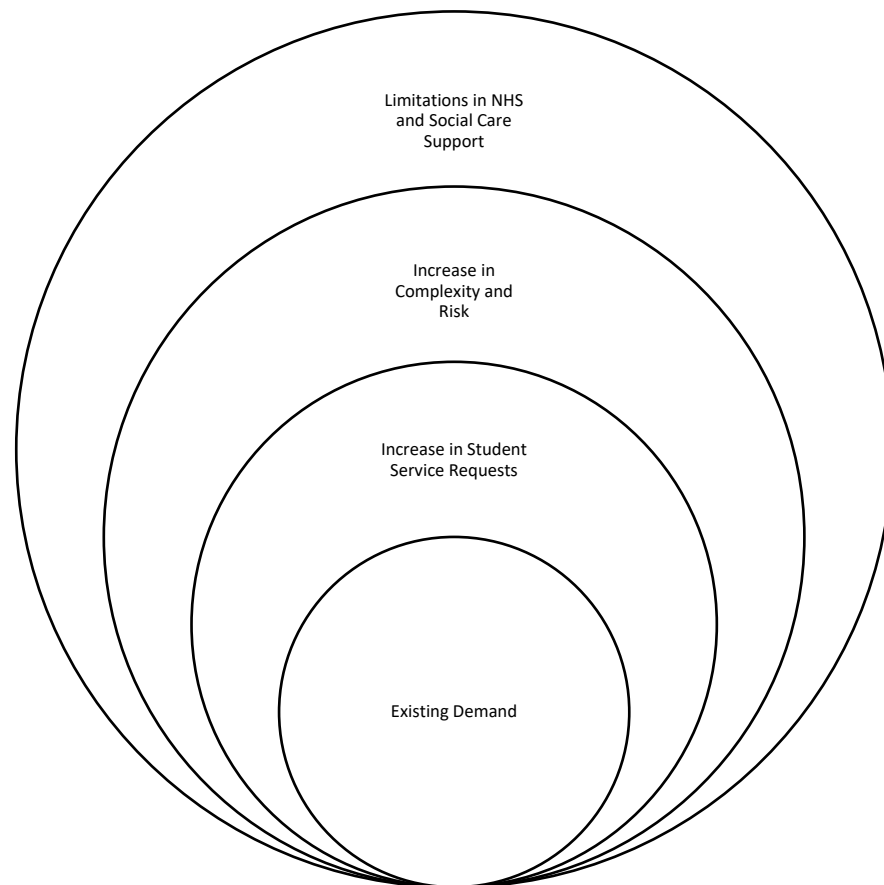 Limitations in NHS
and Social Care
Support
Increase in
Complexity and
Risk
Increase in Student
Service Requests
Existing Demand